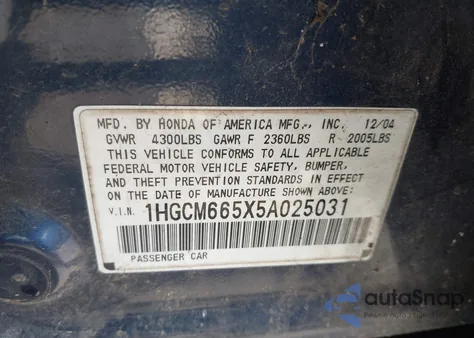 MFD. BY HONDA OF AMERICA MFG., INC. 12/04
GVWR 4300LBS GAWR F 2360LBS R 2005LBS
THIS VEHICLE CONFORMS TO ALL APPLICABLE
FEDERAL MOTOR VEHICLE SAFETY, BUMPER,
AND THEFT PREVENTION STANDARDS IN EFFECT
ON THE DATE OF MANUFACTURE SHOWN ABOVE:
V.I.N. 1HGCM665X5A025031
PASSENGER CAR
autoSnap